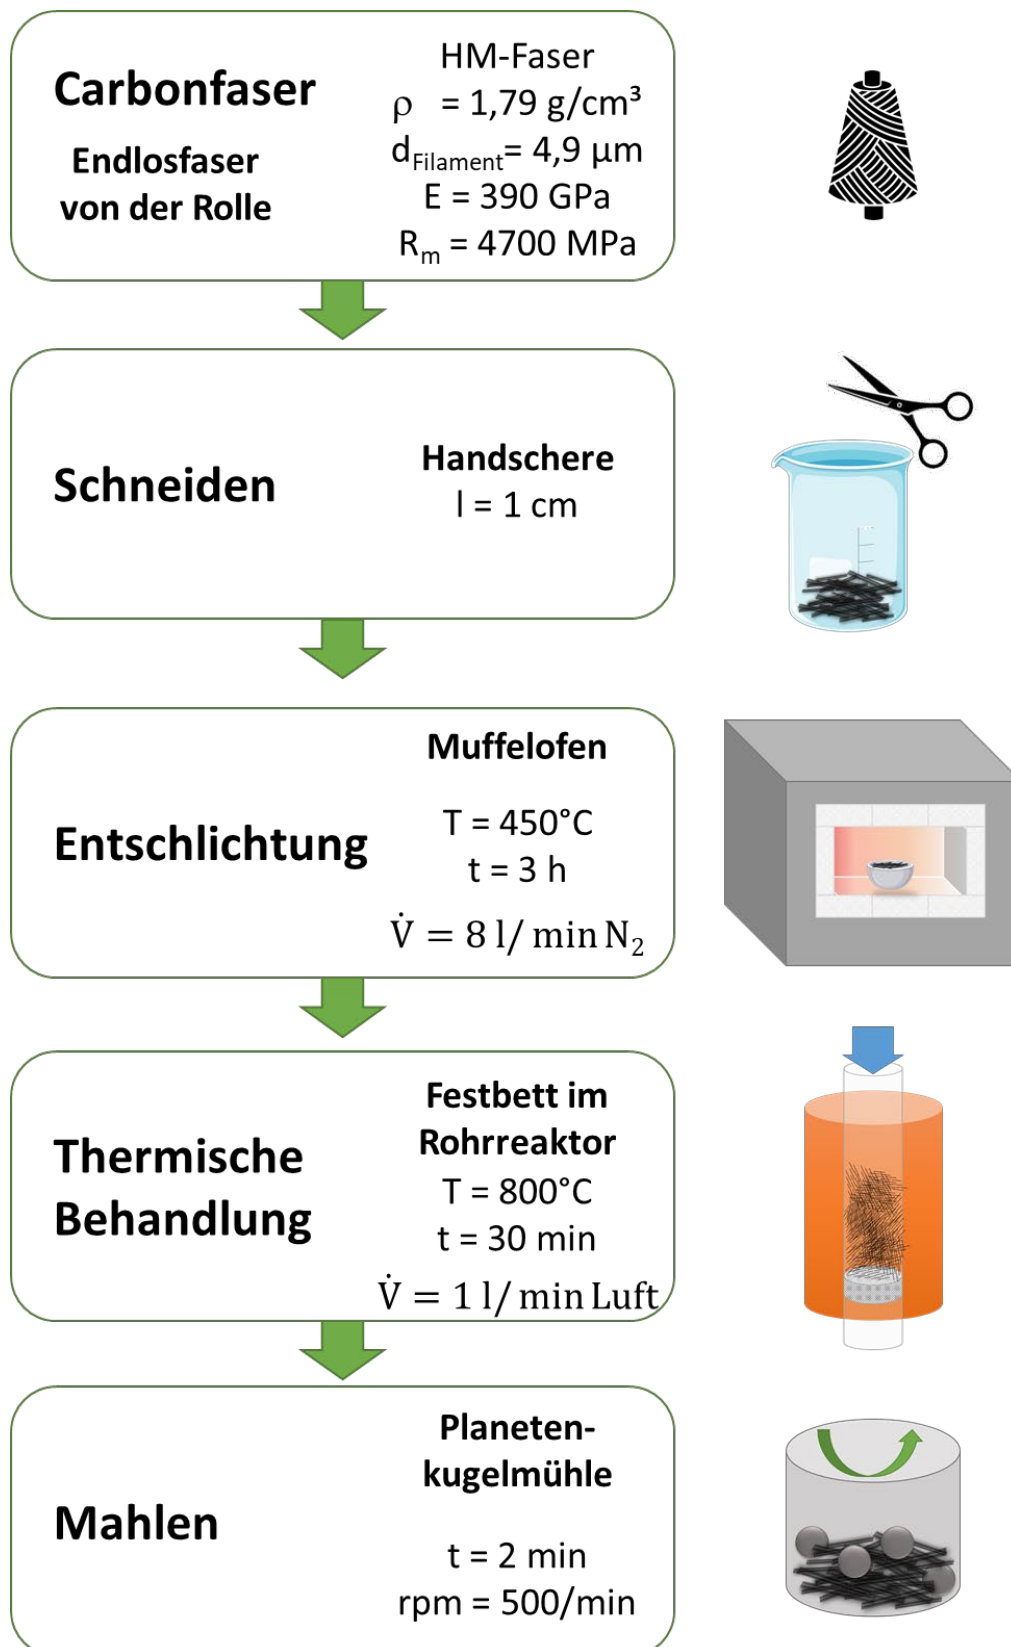 Carbonfaser
Endlosfaser
von der Rolle
HM-Faser
ρ = 1,79 g/cm³
d_Filament= 4,9 µm
E = 390 GPa
R_m = 4700 MPa
Schneiden
Handschere
l = 1 cm
Entschlichtung
Muffelofen
T = 450°C
t = 3 h
V̇ = 8 l/ min N₂
Thermische
Behandlung
Festbett im
Rohrreaktor
T = 800°C
t = 30 min
V̇ = 1 l/ min Luft
Mahlen
Planeten-
kugelmühle
t = 2 min
rpm = 500/min